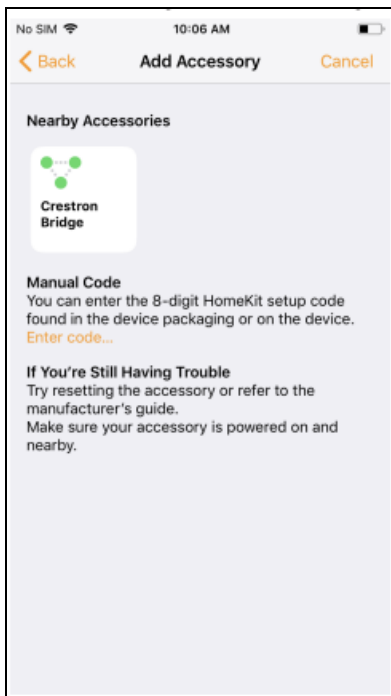 No SIM 10:06 AM
Back Add Accessory Cancel
Nearby Accessories
Crestron
Bridge
Manual Code
You can enter the 8-digit HomeKit setup code
found in the device packaging or on the device.
Enter code...
If You're Still Having Trouble
Try resetting the accessory or refer to the
manufacturer's guide.
Make sure your accessory is powered on and
nearby.